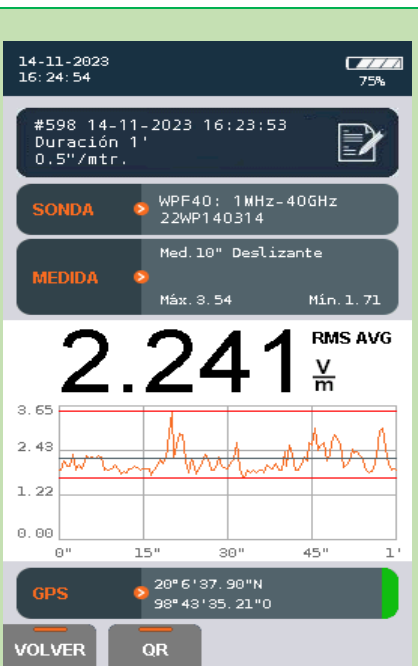 14-11-2023
16:24:54
75%
#598 14-11-2023 16:23:53
Duración 1'
0.5"/mtr.
SONDA
WPF40: 1MHz-40GHz
22WP140314
MEDIDA
Med.10" Deslizante
Máx.3.54 Mín.1.71
2.241 RMS AVG
V/m
3.65
2.43
1.22
0.00
0" 15" 30" 45" 1'
GPS
20°6'37.90"N
98°43'35.21"O
VOLVER QR